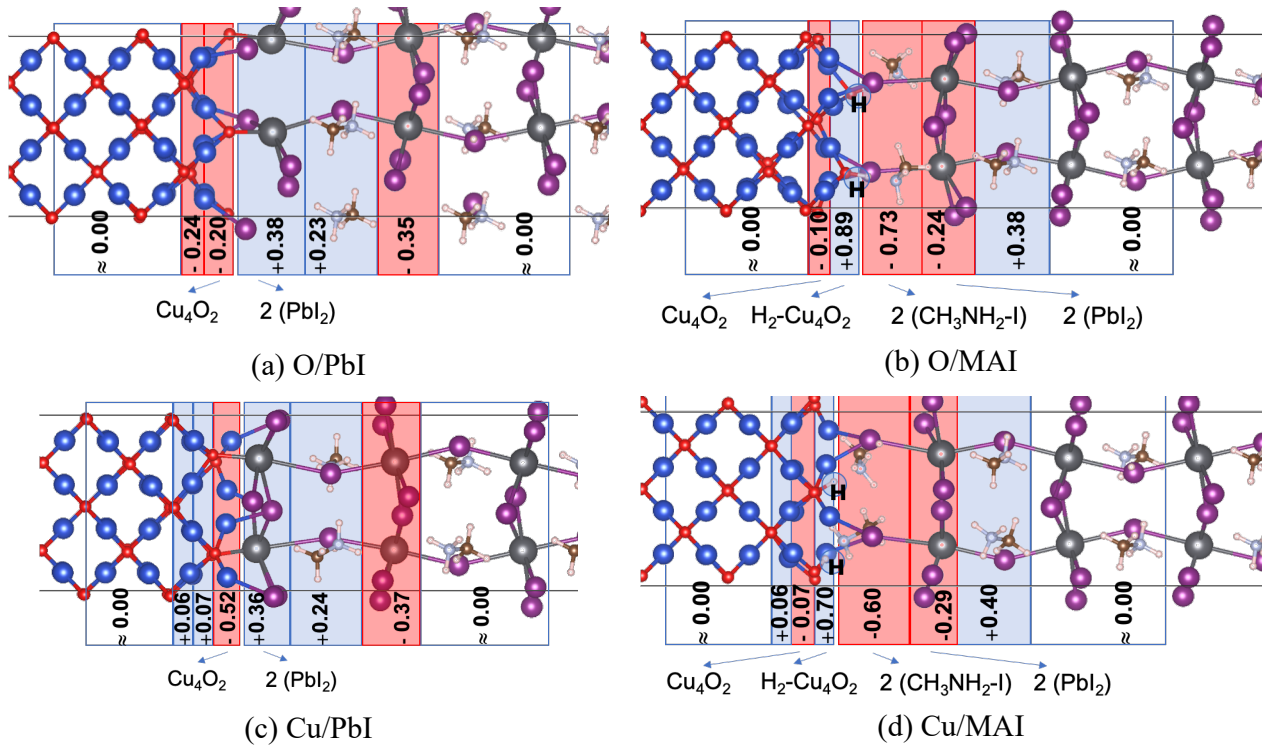 ≈ 0.00
- 0.24
- 0.20
+0.38
+0.23
- 0.35
≈ 0.00
Cu₄O₂
2 (PbI₂)
(a) O/PbI
H
H
≈ 0.00
- 0.10
+0.89
- 0.73
- 0.24
+0.38
≈ 0.00
Cu₄O₂
H₂-Cu₄O₂
2 (CH₃NH₂-I)
2 (PbI₂)
(b) O/MAI
≈ 0.00
+0.06
+0.07
- 0.52
+0.36
+0.24
- 0.37
≈ 0.00
Cu₄O₂
2 (PbI₂)
(c) Cu/PbI
H
H
≈ 0.00
+0.06
- 0.07
+0.70
-0.60
-0.29
+0.40
≈ 0.00
Cu₄O₂
H₂-Cu₄O₂
2 (CH₃NH₂-I)
2 (PbI₂)
(d) Cu/MAI